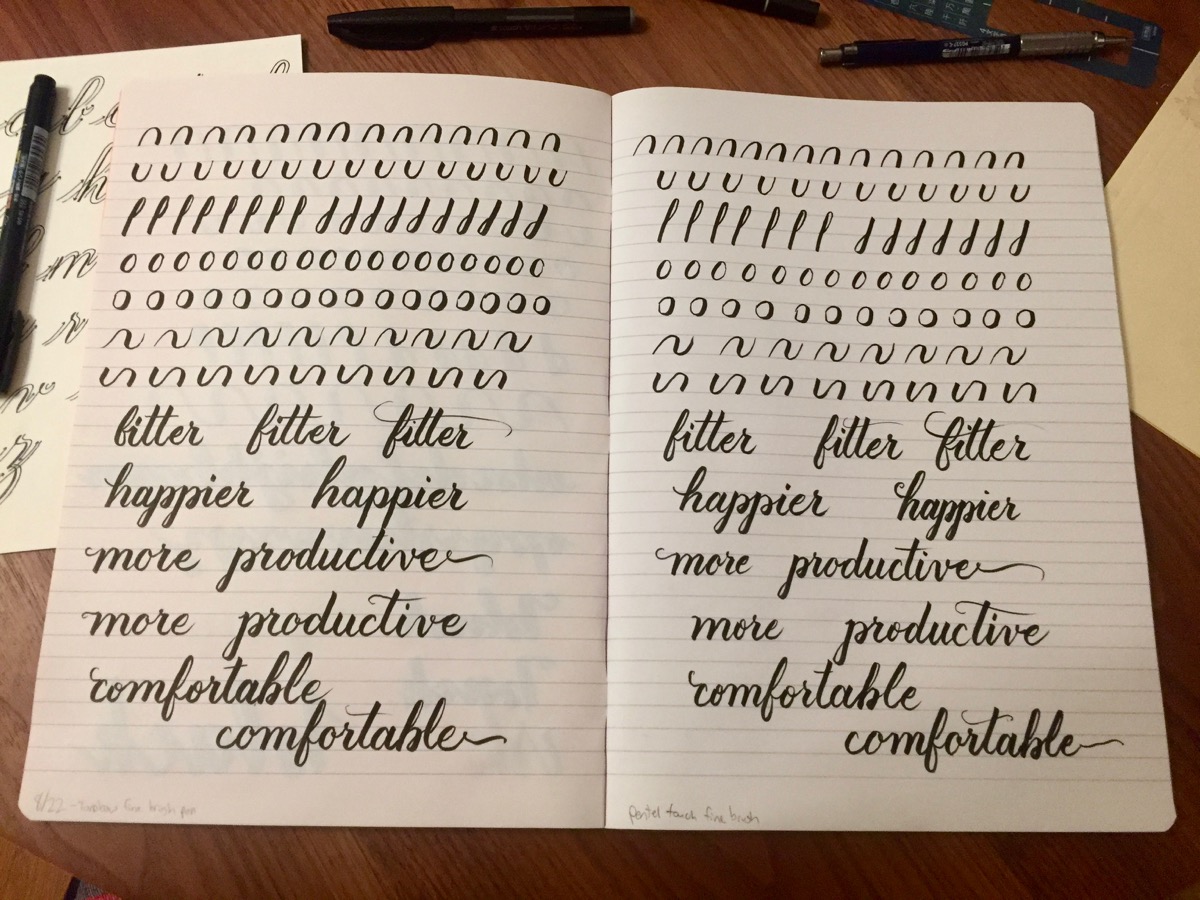 fitter fitter fitter
happier happier
more productive
more productive
comfortable
comfortable
8/22 - Tombow fine brush pen
fitter fitter fitter
happier happier
more productive
more productive
comfortable
comfortable
pentel touch fine brush